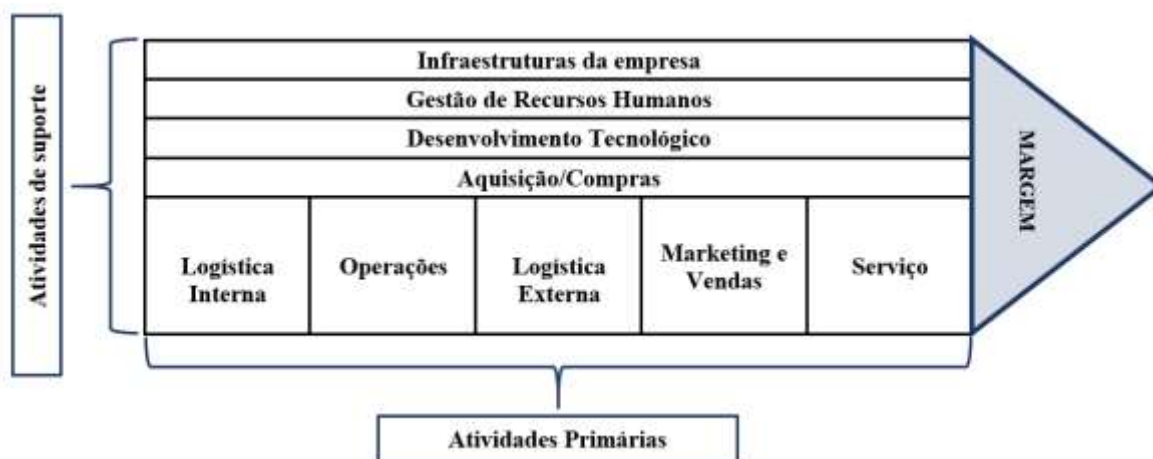 Atividades de suporte
Infraestruturas da empresa
Gestão de Recursos Humanos
Desenvolvimento Tecnológico
Aquisição/Compras
Logística
Interna
Operações
Logística
Externa
Marketing e
Vendas
Serviço
MARGEM
Atividades Primárias